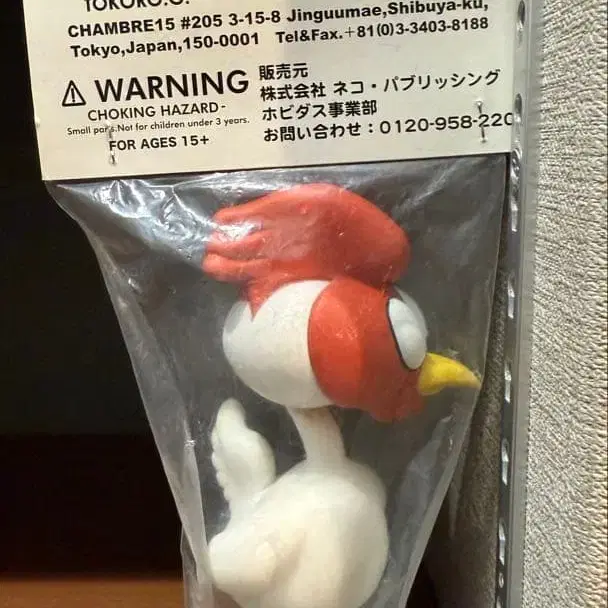 TOKORO.G.
CHAMBRE15 #205 3-15-8 Jinguumae,Shibuya-ku,
Tokyo,Japan,150-0001 Tel&Fax.+81(0)3-3403-8188
⚠ WARNING
CHOKING HAZARD-
Small parts.Not for children under 3 years.
FOR AGES 15+
販売元
株式会社 ネコ・パブリッシング
ホビダス事業部
お問い合わせ：0120-958-220